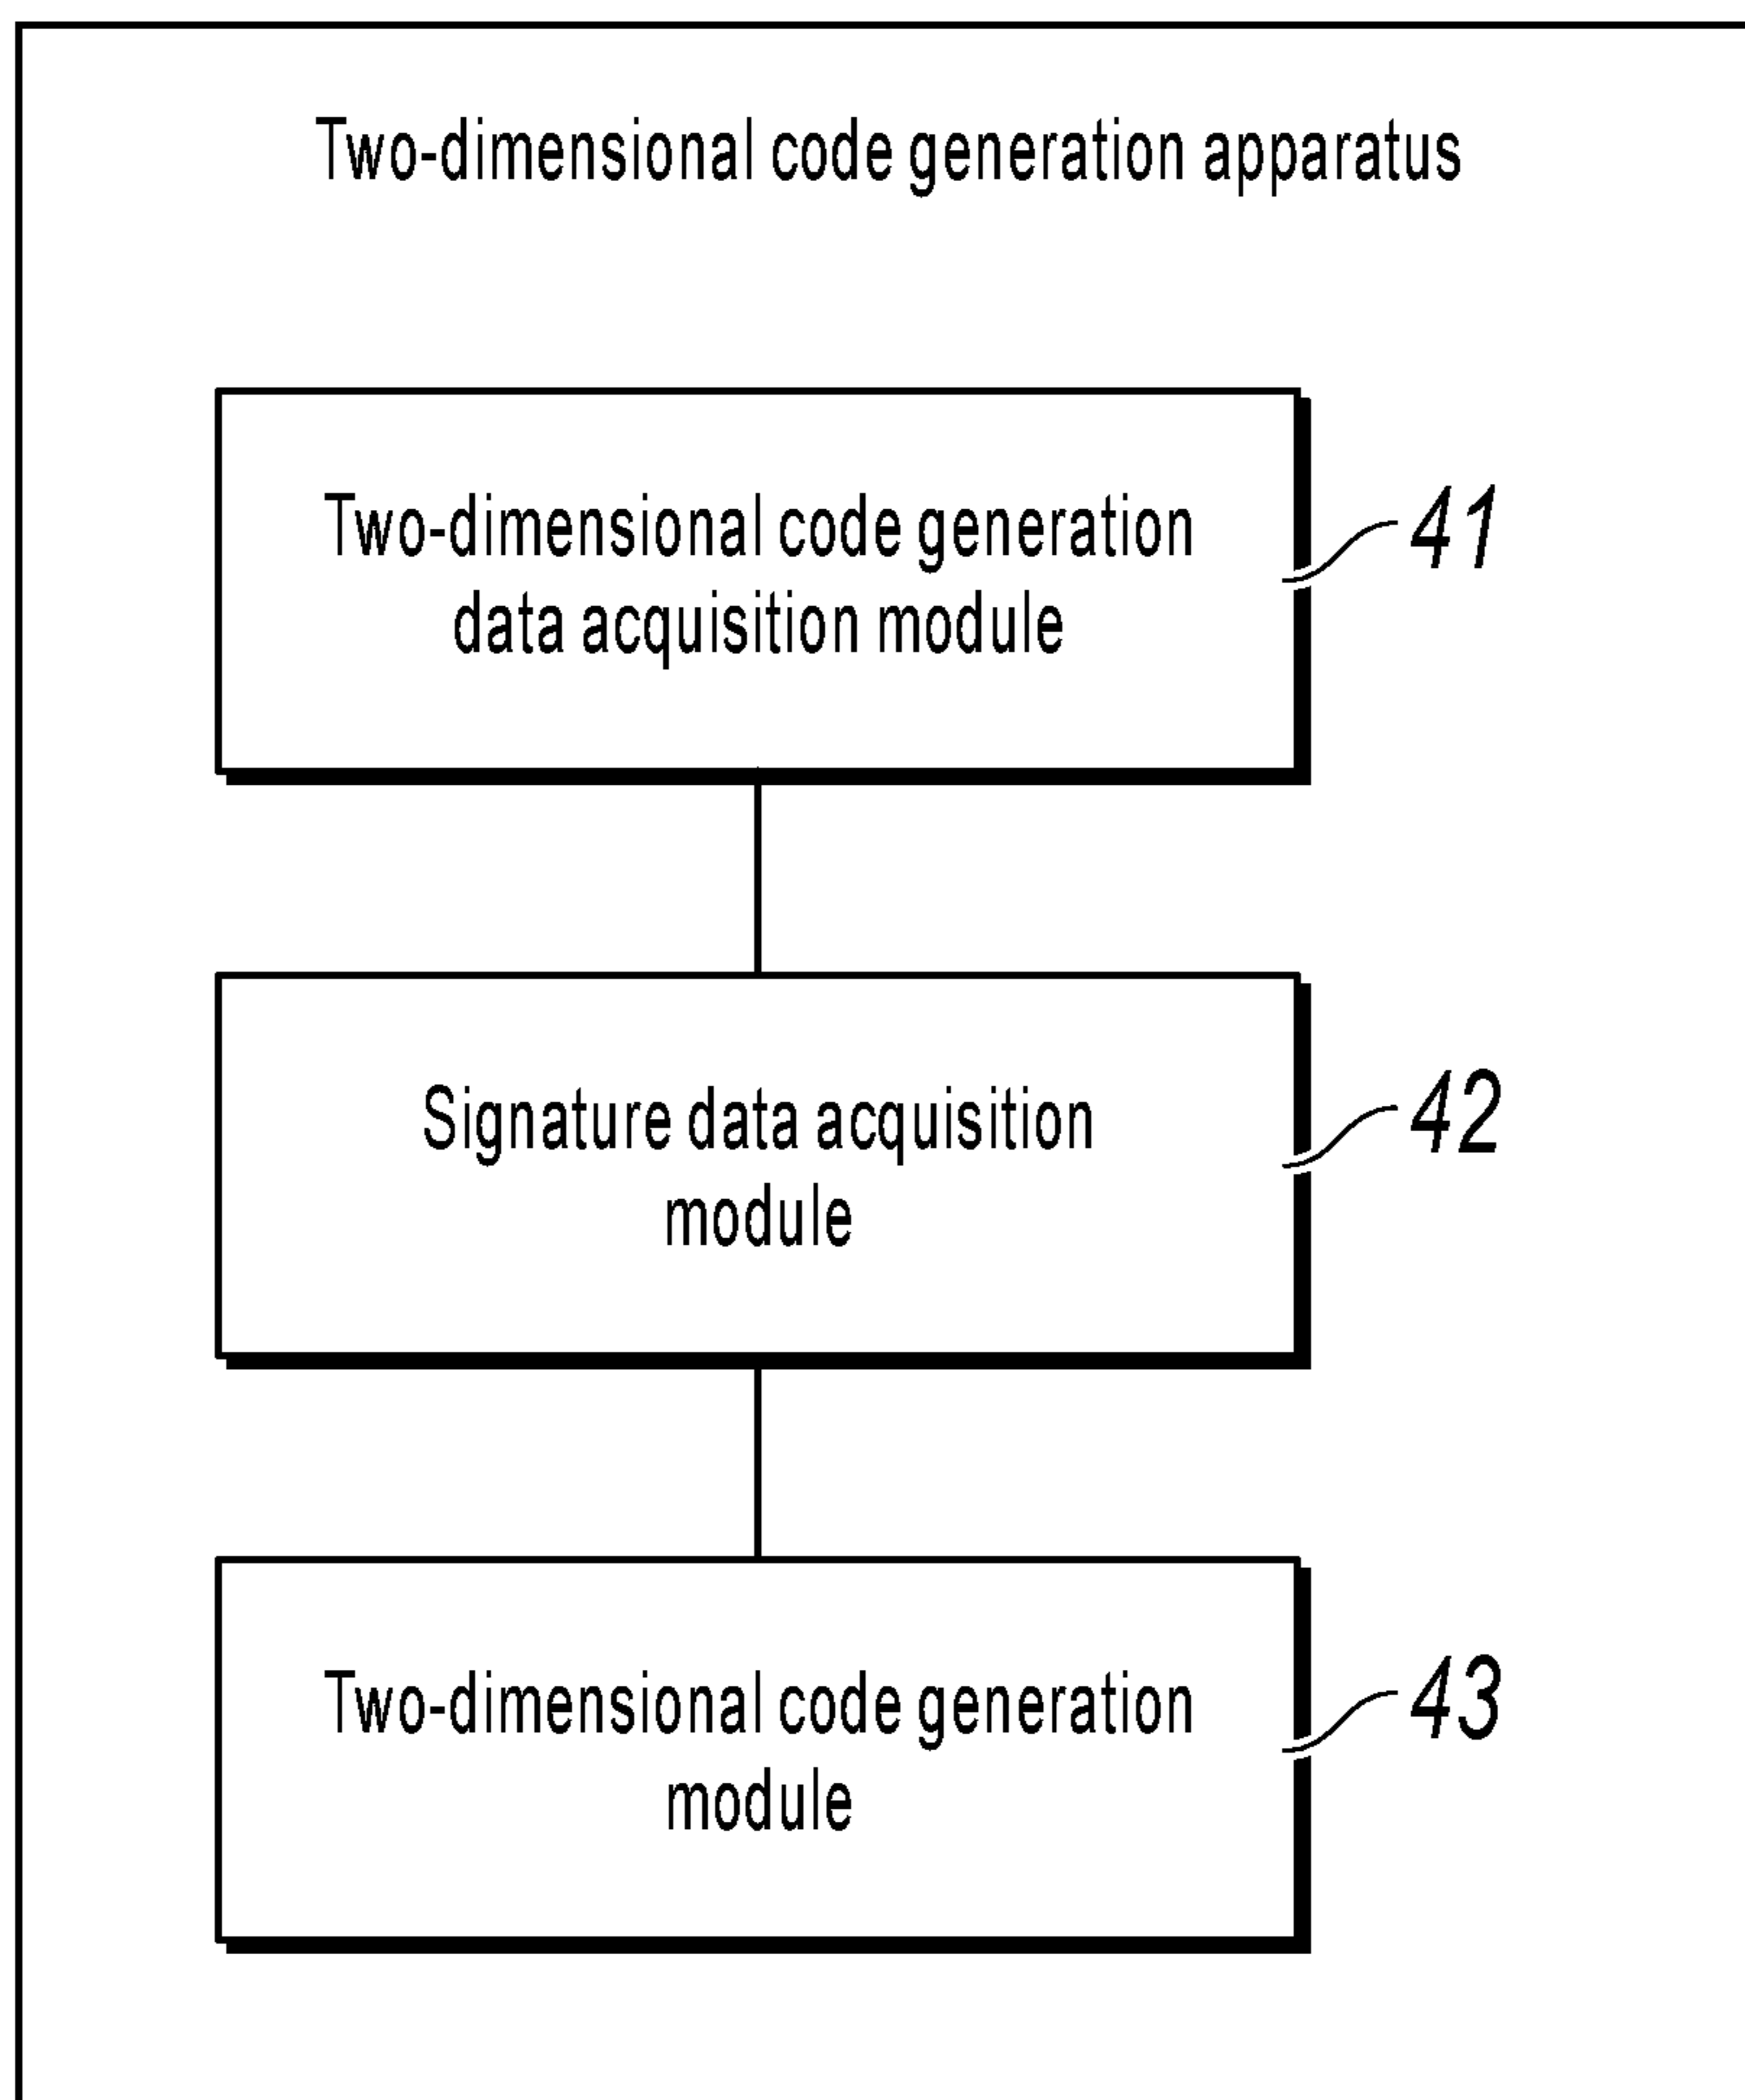 Two-dimensional code generation apparatus
Two-dimensional code generation
data acquisition module
41
Signature data acquisition
module
42
Two-dimensional code generation
module
43